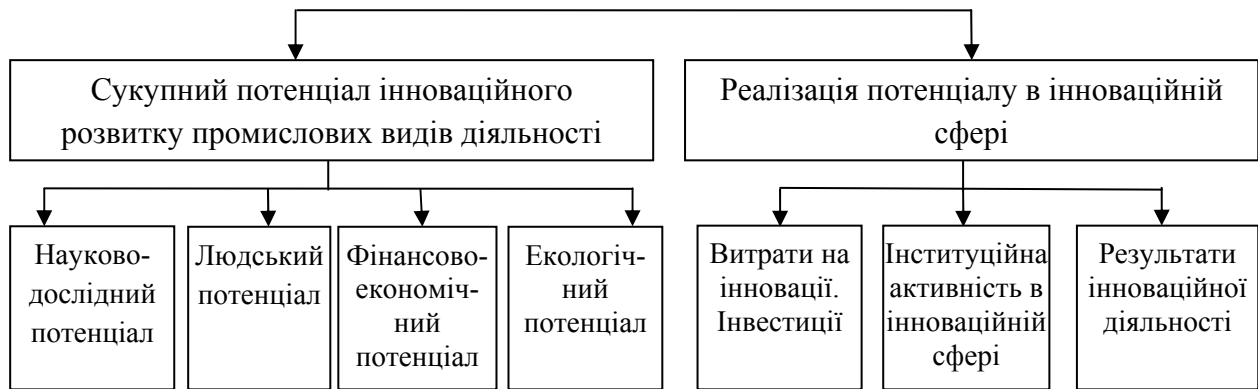 Сукупний потенціал інноваційного
розвитку промислових видів діяльності
Реалізація потенціалу в інноваційній
сфері
Науково-
дослідний
потенціал
Людський
потенціал
Фінансово-
економіч-
ний
потенціал
Екологіч-
ний
потенціал
Витрати на
інновації.
Інвестиції
Інституційна
активність в
інноваційній
сфері
Результати
інноваційної
діяльності